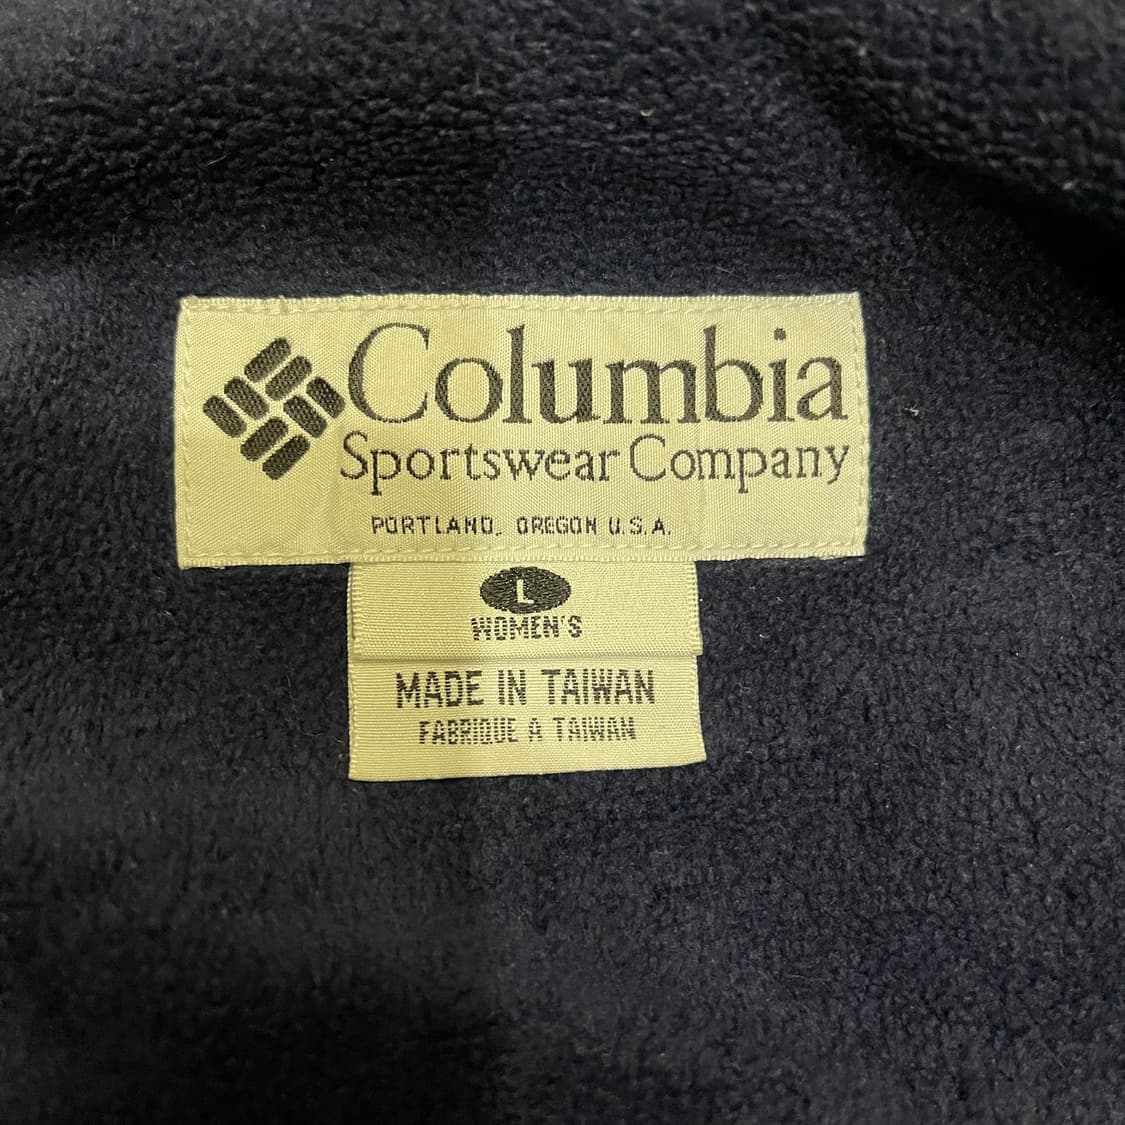 Columbia
Sportswear Company
PORTLAND, OREGON U.S.A.
L
WOMEN'S
MADE IN TAIWAN
FABRIQUE A TAIWAN